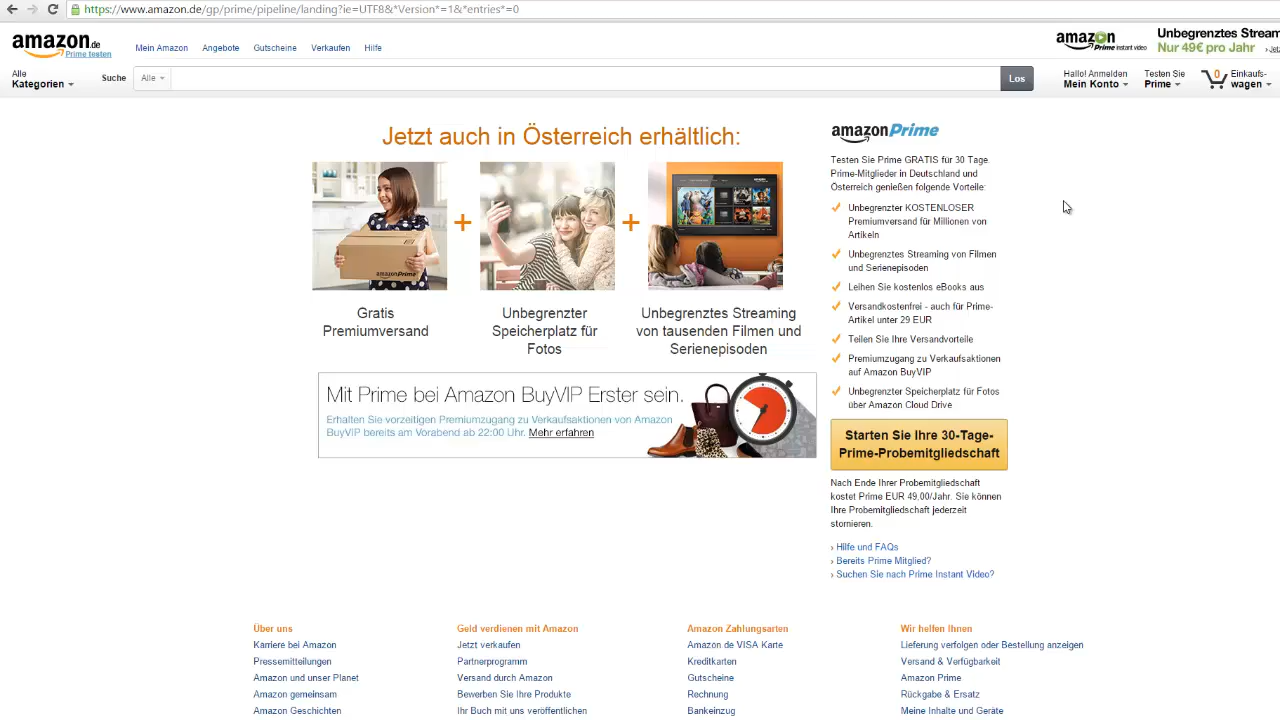 https://www.amazon.de/gp/prime/pipeline/landing?ie=UTF8&*Version*=1&*entries*=0
amazon.de
Prime testen
Mein Amazon Angebote Gutscheine Verkaufen Hilfe
amazon Prime instant video
Unbegrenztes Stream
Nur 49€ pro Jahr
Alle
Kategorien
Suche
Alle
Los
Hallo! Anmelden
Mein Konto
Testen Sie
Prime
0
Einkaufs-
wagen
Jetzt auch in Österreich erhältlich:
amazonPrime
Gratis
Premiumversand
Unbegrenzter
Speicherplatz für
Fotos
Unbegrenztes Streaming
von tausenden Filmen und
Serienepisoden
Mit Prime bei Amazon BuyVIP Erster sein.
Erhalten Sie vorzeitigen Premiumzugang zu Verkaufsaktionen von Amazon
BuyVIP bereits am Vorabend ab 22:00 Uhr. Mehr erfahren
amazonPrime
Testen Sie Prime GRATIS für 30 Tage.
Prime-Mitglieder in Deutschland und
Österreich genießen folgende Vorteile:
Unbegrenzter KOSTENLOSER
Premiumversand für Millionen von
Artikeln
Unbegrenztes Streaming von Filmen
und Serienepisoden
Leihen Sie kostenlos eBooks aus
Versandkostenfrei - auch für Prime-
Artikel unter 29 EUR
Teilen Sie Ihre Versandvorteile
Premiumzugang zu Verkaufsaktionen
auf Amazon BuyVIP
Unbegrenzter Speicherplatz für Fotos
über Amazon Cloud Drive
Starten Sie Ihre 30-Tage-
Prime-Probemitgliedschaft
Nach Ende Ihrer Probemitgliedschaft
kostet Prime EUR 49,00/Jahr. Sie können
Ihre Probemitgliedschaft jederzeit
stornieren.
› Hilfe und FAQs
› Bereits Prime Mitglied?
› Suchen Sie nach Prime Instant Video?
Über uns
Karriere bei Amazon
Pressemitteilungen
Amazon und unser Planet
Amazon gemeinsam
Amazon Geschichten
Geld verdienen mit Amazon
Jetzt verkaufen
Partnerprogramm
Versand durch Amazon
Bewerben Sie Ihre Produkte
Ihr Buch mit uns veröffentlichen
Amazon Zahlungsarten
Amazon de VISA Karte
Kreditkarten
Gutscheine
Rechnung
Bankeinzug
Wir helfen Ihnen
Lieferung verfolgen oder Bestellung anzeigen
Versand & Verfügbarkeit
Amazon Prime
Rückgabe & Ersatz
Meine Inhalte und Geräte